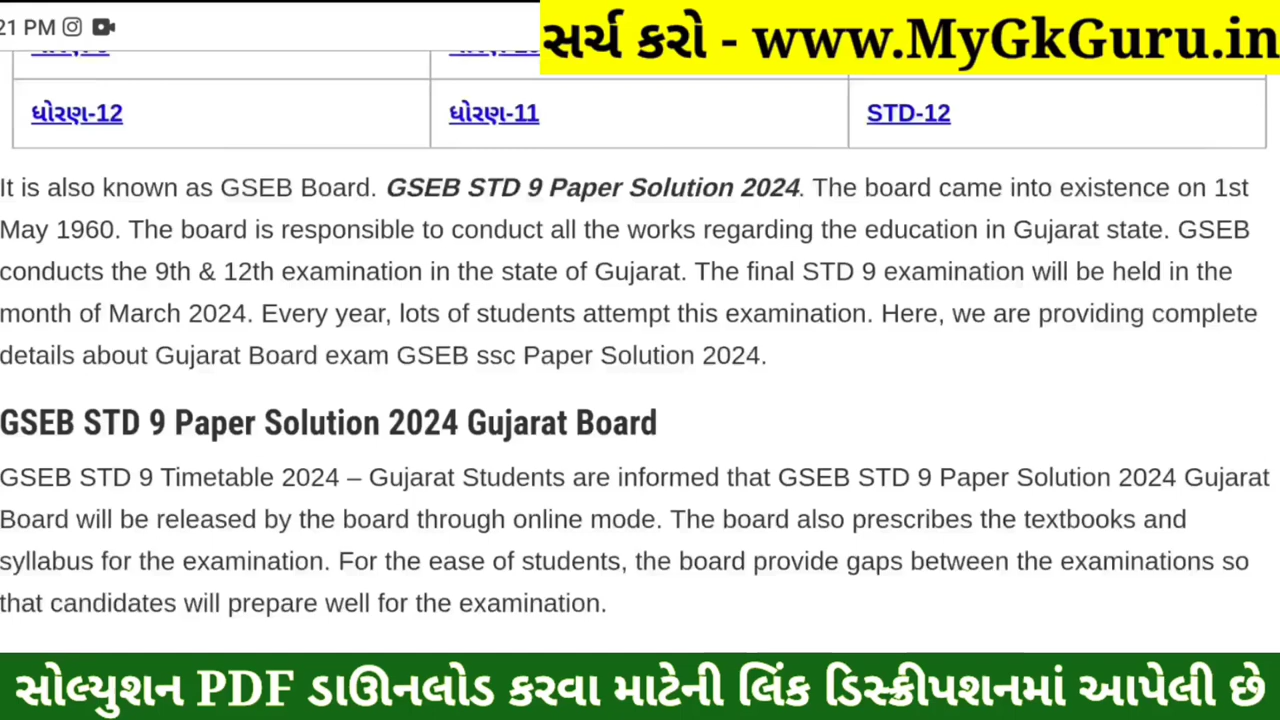 21 PM
સર્ચ કરો - www.MyGkGuru.in
ધોરણ-12 ધોરણ-11 STD-12
It is also known as GSEB Board. GSEB STD 9 Paper Solution 2024. The board came into existence on 1st
May 1960. The board is responsible to conduct all the works regarding the education in Gujarat state. GSEB
conducts the 9th & 12th examination in the state of Gujarat. The final STD 9 examination will be held in the
month of March 2024. Every year, lots of students attempt this examination. Here, we are providing complete
details about Gujarat Board exam GSEB ssc Paper Solution 2024.
GSEB STD 9 Paper Solution 2024 Gujarat Board
GSEB STD 9 Timetable 2024 – Gujarat Students are informed that GSEB STD 9 Paper Solution 2024 Gujarat
Board will be released by the board through online mode. The board also prescribes the textbooks and
syllabus for the examination. For the ease of students, the board provide gaps between the examinations so
that candidates will prepare well for the examination.
સોલ્યુશન PDF ડાઊનલોડ કરવા માટેની લિંક ડિસ્ક્રીપશનમાં આપેલી છે